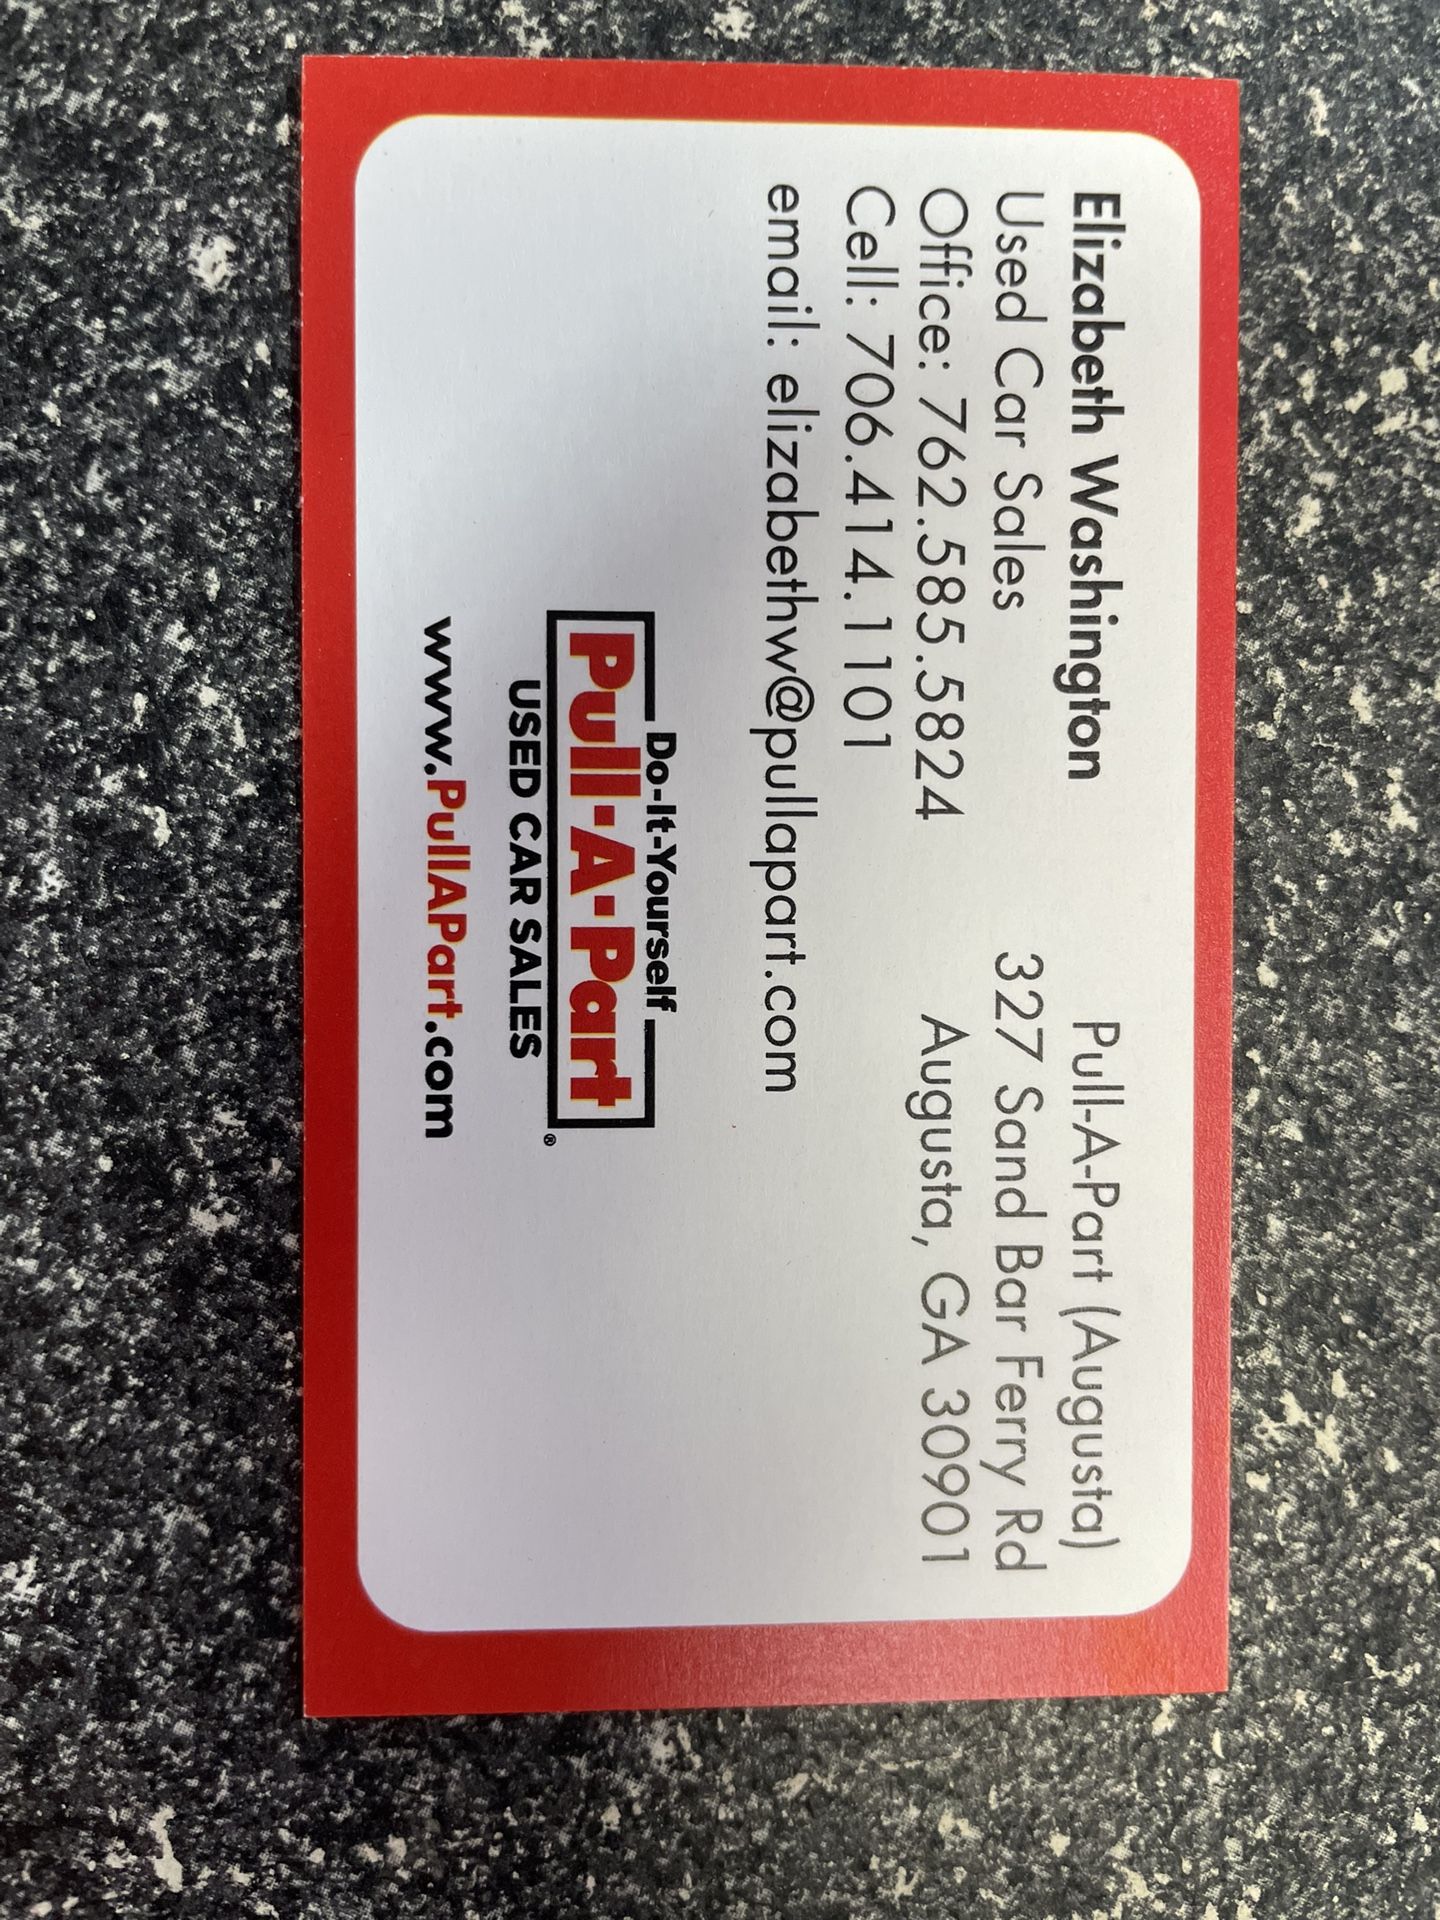 Elizabeth Washington
Used Car Sales
Office: 762.585.5824
Cell: 706.414.1101
email: elizabethw@pullapart.com
Pull-A-Part (Augusta)
327 Sand Bar Ferry Rd
Augusta, GA 30901
Do-It-Yourself
Pull-A-Part®
USED CAR SALES
www.PullAPart.com